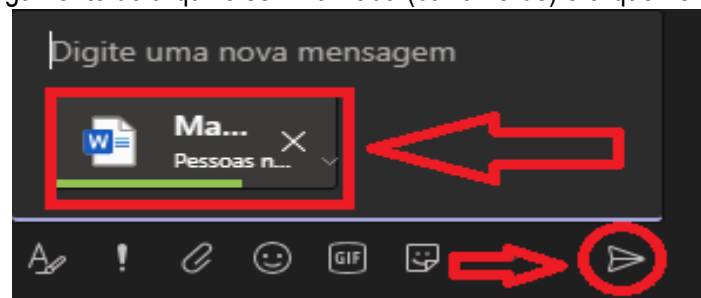 Digite uma nova mensagem
W
Ma...
Pessoas n...
GIF